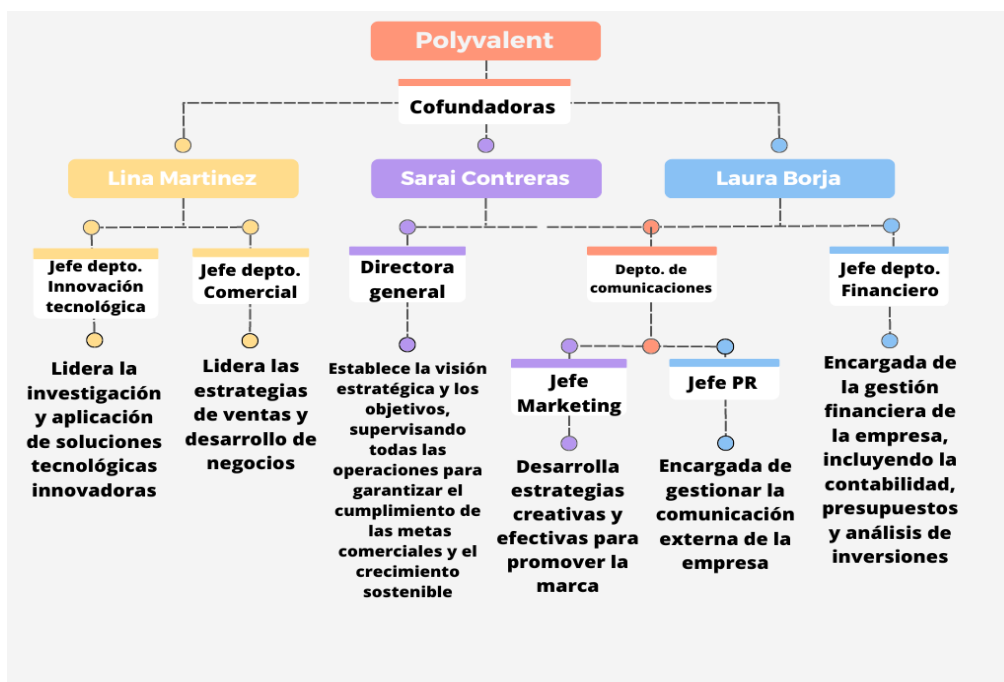 Polyvalent
Cofundadoras
Lina Martinez
Sarai Contreras
Laura Borja
Jefe depto.
Innovación
tecnológica
Jefe depto.
Comercial
Directora
general
Depto. de
comunicaciones
Jefe depto.
Financiero
Lidera la
investigación
y aplicación
de soluciones
tecnológicas
innovadoras
Lidera las
estrategias
de ventas y
desarrollo de
negocios
Establece la visión
estratégica y los
objetivos,
supervisando
todas las
operaciones para
garantizar el
cumplimiento de
las metas
comerciales y el
crecimiento
sostenible
Jefe
Marketing
Jefe PR
Desarrolla
estrategias
creativas y
efectivas para
promover la
marca
Encargada de
gestionar la
comunicación
externa de la
empresa
Encargada de
la gestión
financiera de
la empresa,
incluyendo la
contabilidad,
presupuestos
y análisis de
inversiones